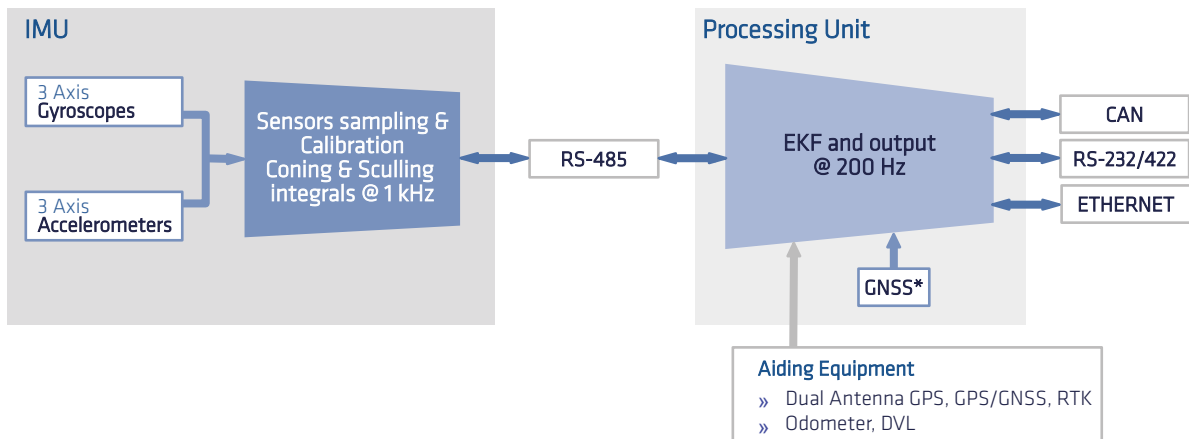 IMU
3 Axis
Gyroscopes
3 Axis
Accelerometers
Sensors sampling &
Calibration
Coning & Sculling
integrals @ 1 kHz
RS-485
Processing Unit
EKF and output
@ 200 Hz
CAN
RS-232/422
ETHERNET
GNSS*
Aiding Equipment
» Dual Antenna GPS, GPS/GNSS, RTK
» Odometer, DVL